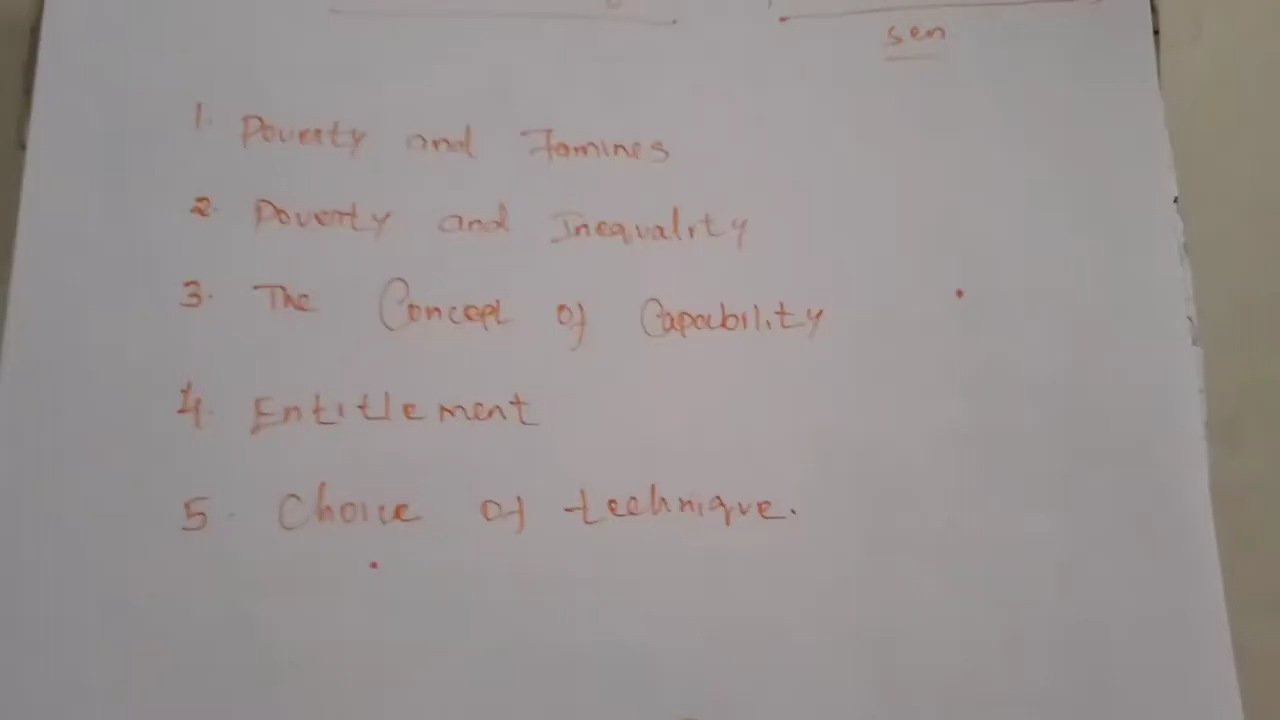 sen
1. Poverty and Famines
2. Poverty and Inequality
3. The Concept of Capability
4. Entitlement
5. Choice of technique.